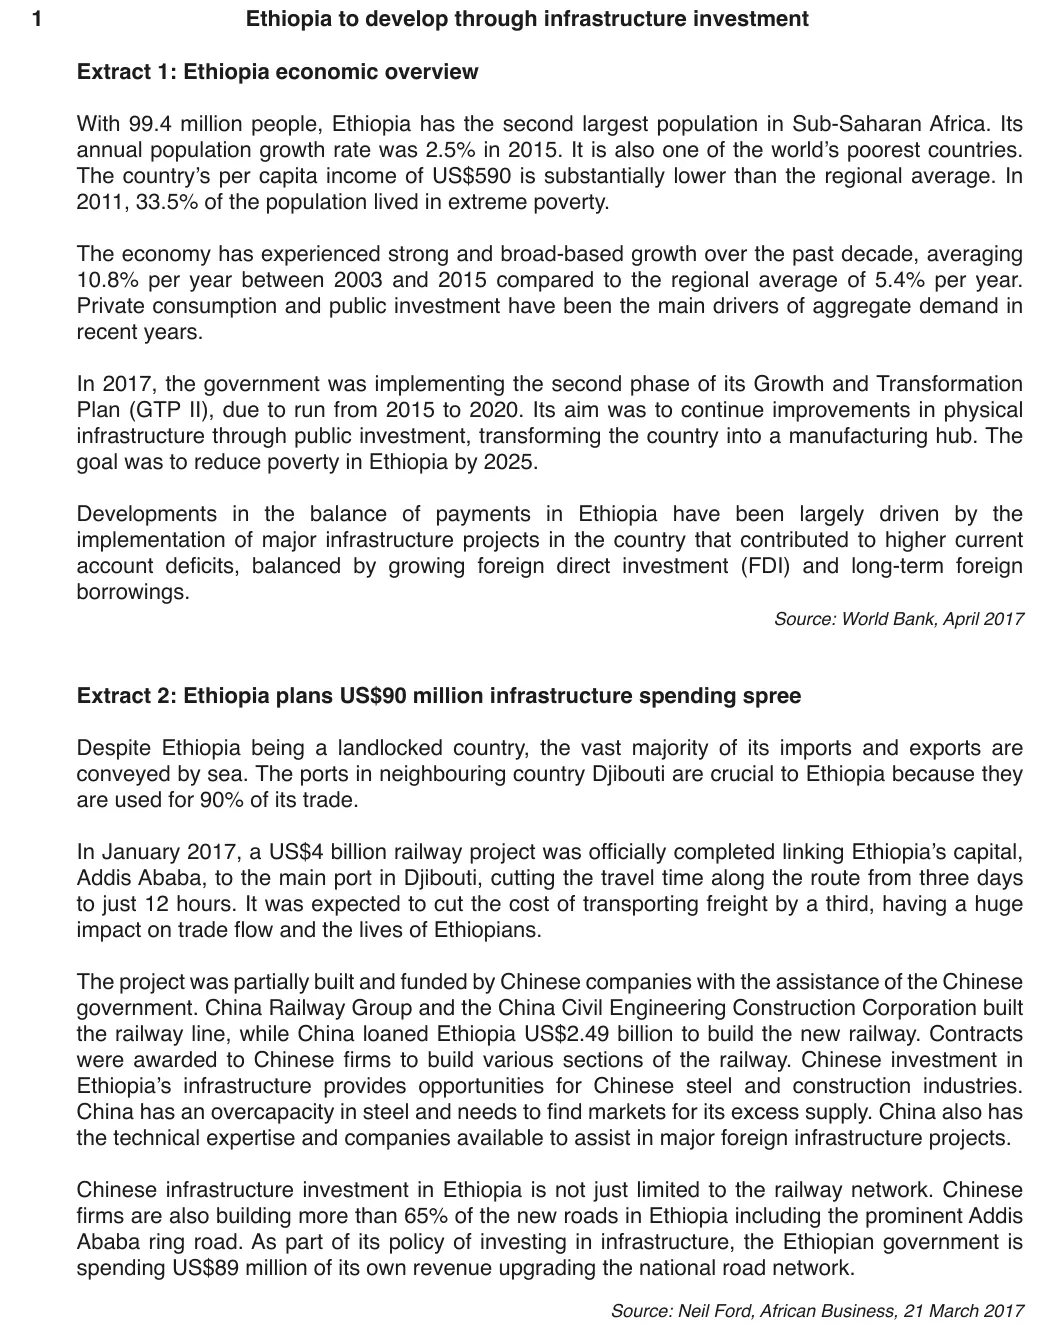 1 Ethiopia to develop through infrastructure investment
Extract 1: Ethiopia economic overview
With 99.4 million people, Ethiopia has the second largest population in Sub-Saharan Africa. Its
annual population growth rate was 2.5% in 2015. It is also one of the world’s poorest countries.
The country’s per capita income of US$590 is substantially lower than the regional average. In
2011, 33.5% of the population lived in extreme poverty.
The economy has experienced strong and broad-based growth over the past decade, averaging
10.8% per year between 2003 and 2015 compared to the regional average of 5.4% per year.
Private consumption and public investment have been the main drivers of aggregate demand in
recent years.
In 2017, the government was implementing the second phase of its Growth and Transformation
Plan (GTP II), due to run from 2015 to 2020. Its aim was to continue improvements in physical
infrastructure through public investment, transforming the country into a manufacturing hub. The
goal was to reduce poverty in Ethiopia by 2025.
Developments in the balance of payments in Ethiopia have been largely driven by the
implementation of major infrastructure projects in the country that contributed to higher current
account deficits, balanced by growing foreign direct investment (FDI) and long-term foreign
borrowings.
Source: World Bank, April 2017
Extract 2: Ethiopia plans US$90 million infrastructure spending spree
Despite Ethiopia being a landlocked country, the vast majority of its imports and exports are
conveyed by sea. The ports in neighbouring country Djibouti are crucial to Ethiopia because they
are used for 90% of its trade.
In January 2017, a US$4 billion railway project was officially completed linking Ethiopia’s capital,
Addis Ababa, to the main port in Djibouti, cutting the travel time along the route from three days
to just 12 hours. It was expected to cut the cost of transporting freight by a third, having a huge
impact on trade flow and the lives of Ethiopians.
The project was partially built and funded by Chinese companies with the assistance of the Chinese
government. China Railway Group and the China Civil Engineering Construction Corporation built
the railway line, while China loaned Ethiopia US$2.49 billion to build the new railway. Contracts
were awarded to Chinese firms to build various sections of the railway. Chinese investment in
Ethiopia’s infrastructure provides opportunities for Chinese steel and construction industries.
China has an overcapacity in steel and needs to find markets for its excess supply. China also has
the technical expertise and companies available to assist in major foreign infrastructure projects.
Chinese infrastructure investment in Ethiopia is not just limited to the railway network. Chinese
firms are also building more than 65% of the new roads in Ethiopia including the prominent Addis
Ababa ring road. As part of its policy of investing in infrastructure, the Ethiopian government is
spending US$89 million of its own revenue upgrading the national road network.
Source: Neil Ford, African Business, 21 March 2017